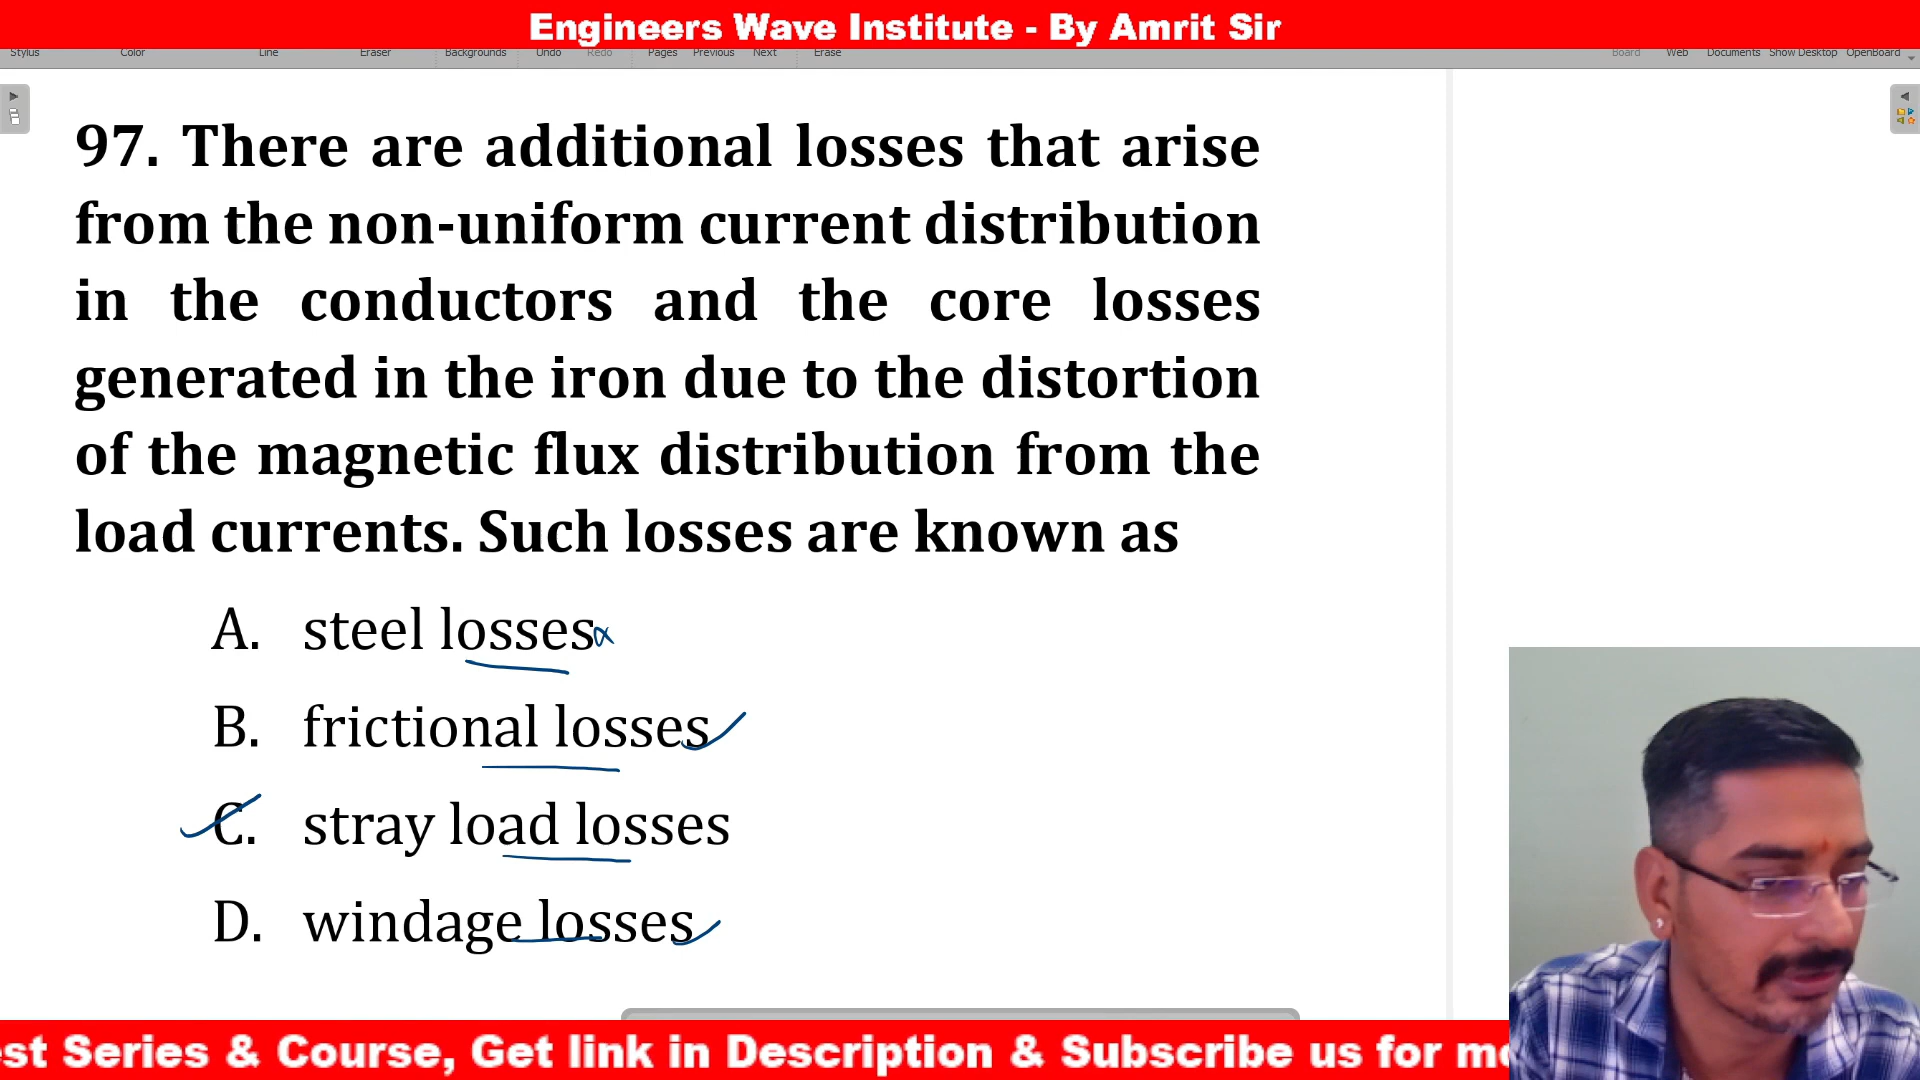 Engineers Wave Institute - By Amrit Sir
Stylus Color Line Eraser Backgrounds Undo Redo Pages Previous Next Erase Board Web Documents Show Desktop OpenBoard
97. There are additional losses that arise
from the non-uniform current distribution
in the conductors and the core losses
generated in the iron due to the distortion
of the magnetic flux distribution from the
load currents. Such losses are known as
A. steel losses
B. frictional losses
C. stray load losses
D. windage losses
st Series & Course, Get link in Description & Subscribe us for m